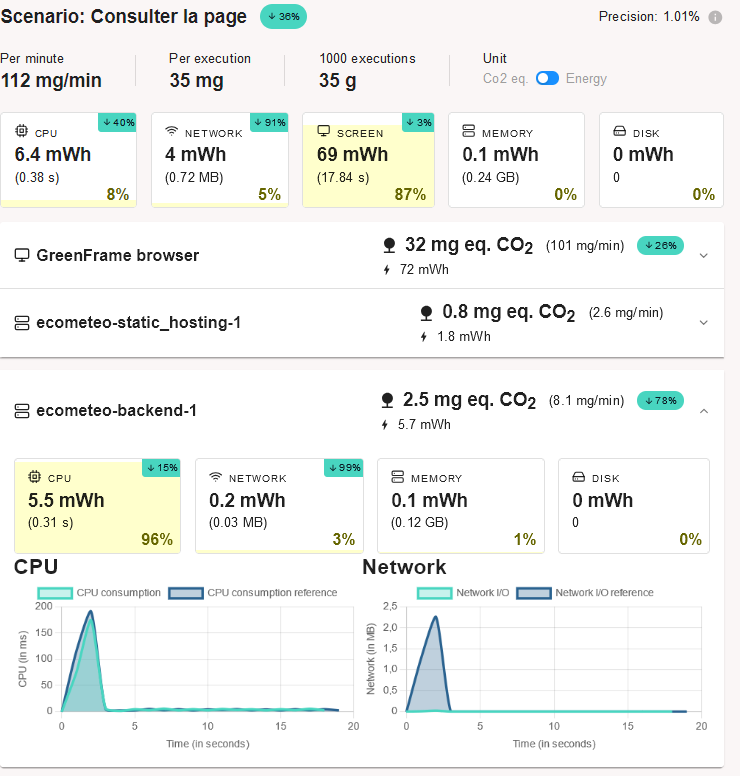 Scenario: Consulter la page ↓ 36% Precision: 1.01%
Per minute Per execution 1000 executions Unit
112 mg/min 35 mg 35 g Co2 eq. Energy
CPU ↓ 40% NETWORK ↓ 91% SCREEN ↓ 3% MEMORY DISK
6.4 mWh 4 mWh 69 mWh 0.1 mWh 0 mWh
(0.38 s) (0.72 MB) (17.84 s) (0.24 GB) 0
8% 5% 87% 0% 0%
GreenFrame browser 32 mg eq. CO2 (101 mg/min) ↓ 26%
72 mWh
ecometeo-static_hosting-1 0.8 mg eq. CO2 (2.6 mg/min)
1.8 mWh
ecometeo-backend-1 2.5 mg eq. CO2 (8.1 mg/min) ↓ 78%
5.7 mWh
CPU ↓ 15% NETWORK ↓ 99% MEMORY DISK
5.5 mWh 0.2 mWh 0.1 mWh 0 mWh
(0.31 s) (0.03 MB) (0.12 GB) 0
96% 3% 1% 0%
CPU
CPU consumption CPU consumption reference
200
150
100
50
0
CPU (in ms)
0 5 10 15 20
Time (in seconds)
Network
Network I/O Network I/O reference
2,5
2,0
1,5
1,0
0,5
0
Network (in MB)
0 5 10 15 20
Time (in seconds)